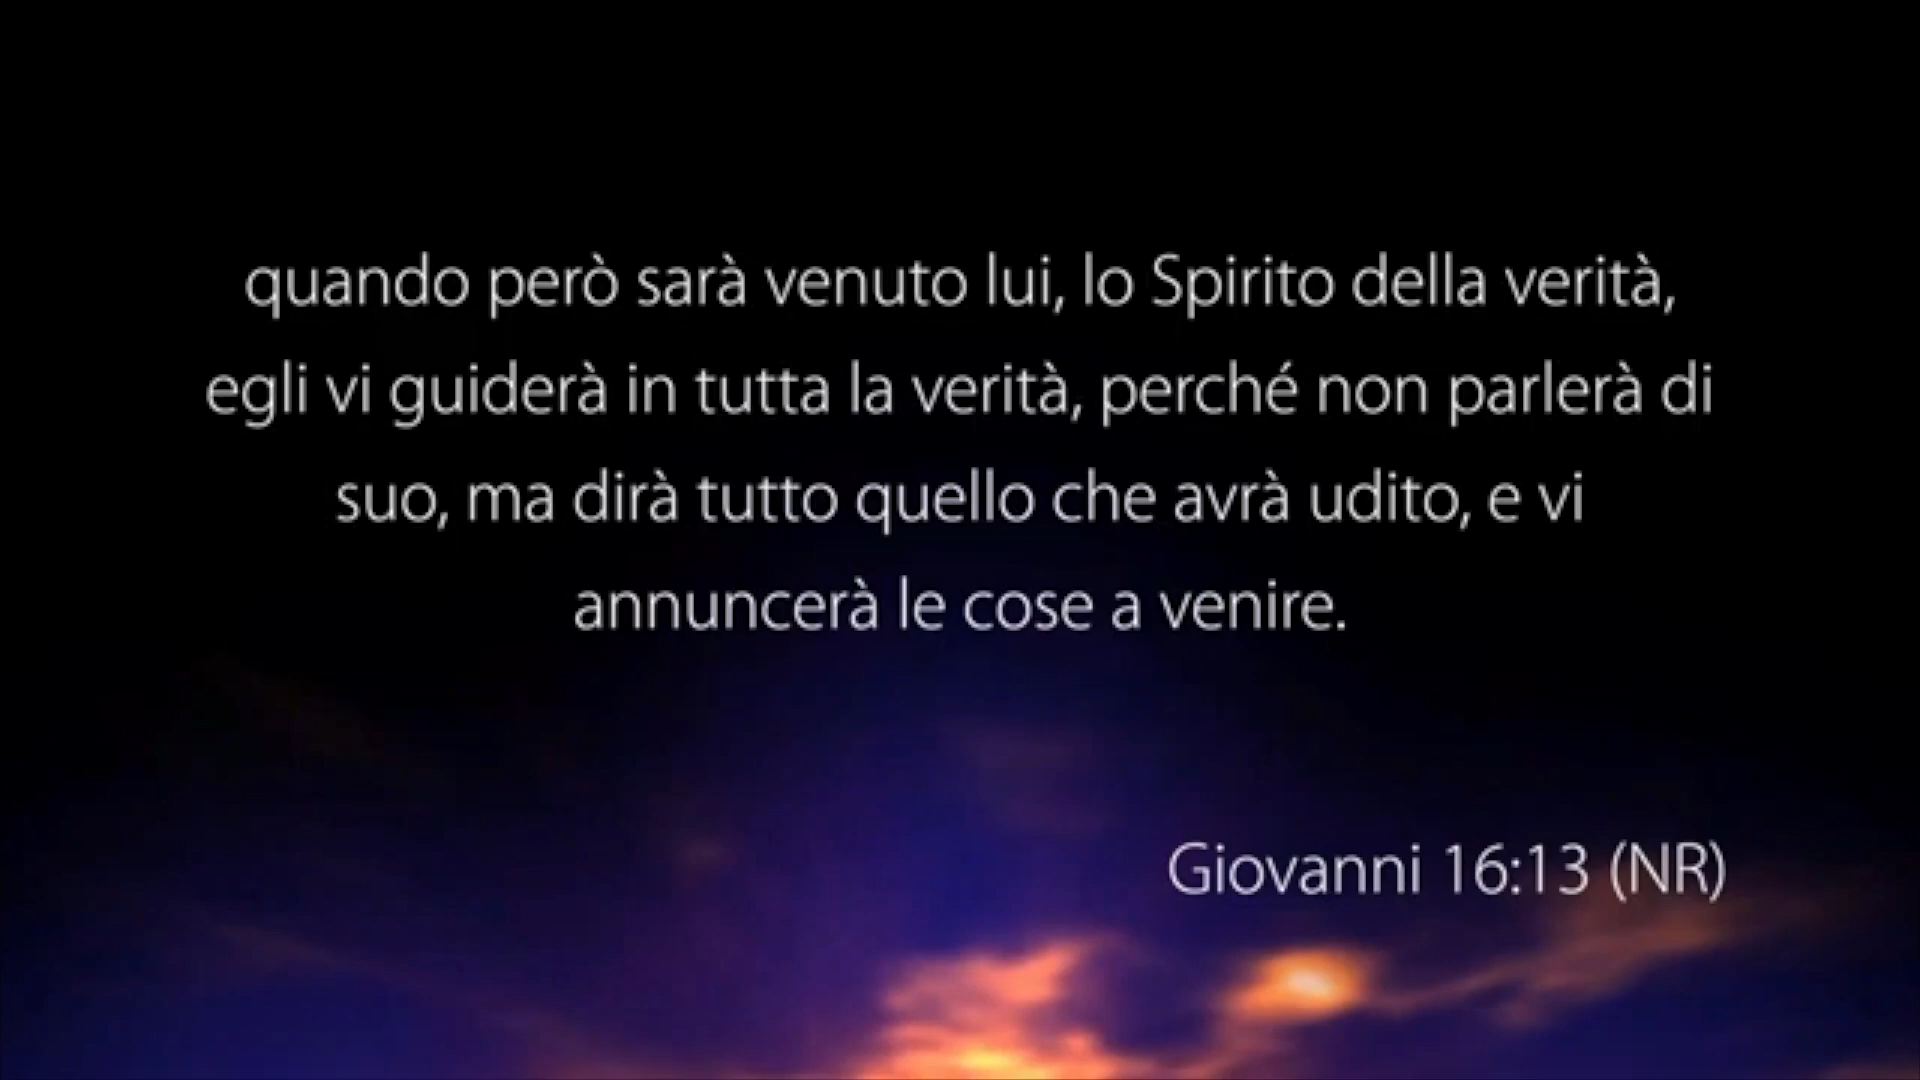 quando però sarà venuto lui, lo Spirito della verità,
egli vi guiderà in tutta la verità, perché non parlerà di
suo, ma dirà tutto quello che avrà udito, e vi
annuncerà le cose a venire.
Giovanni 16:13 (NR)